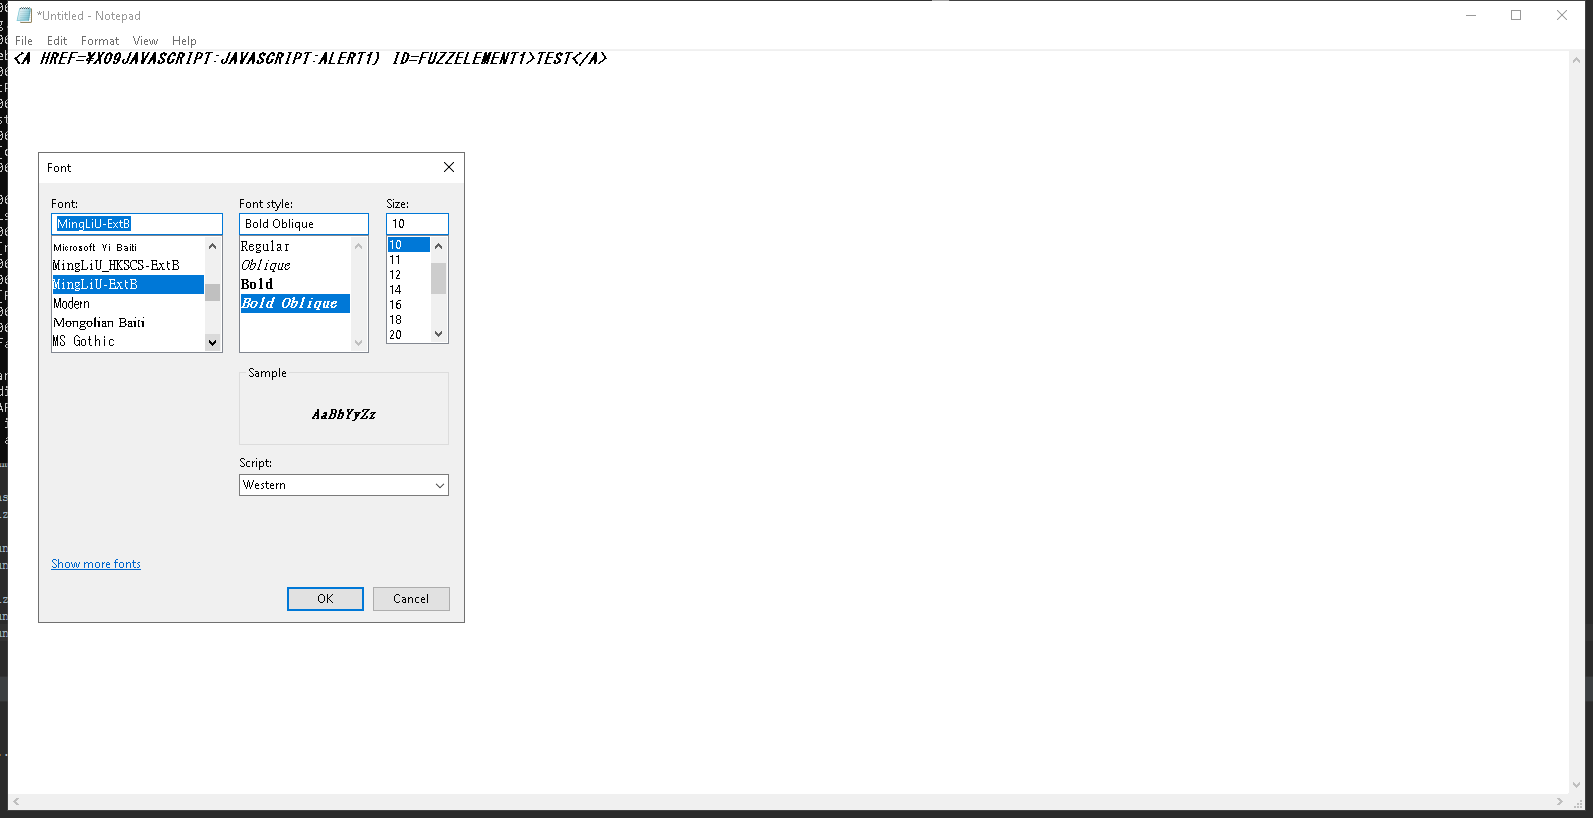 *Untitled - Notepad
File Edit Format View Help
<A HREF=¥X09JAVASCRIPT:JAVASCRIPT:ALERT1) ID=FUZZELEMENT1>TEST</A>
Font
Font: Font style: Size:
MingLiU-ExtB Bold Oblique 10
Microsoft Yi Baiti Regular 10
MingLiU_HKSCS-ExtB Oblique 11
MingLiU-ExtB Bold 12
Modern Bold Oblique 14
Mongolian Baiti 16
MS Gothic 18
20
Sample
AaBbYyZz
Script:
Western
Show more fonts
OK Cancel